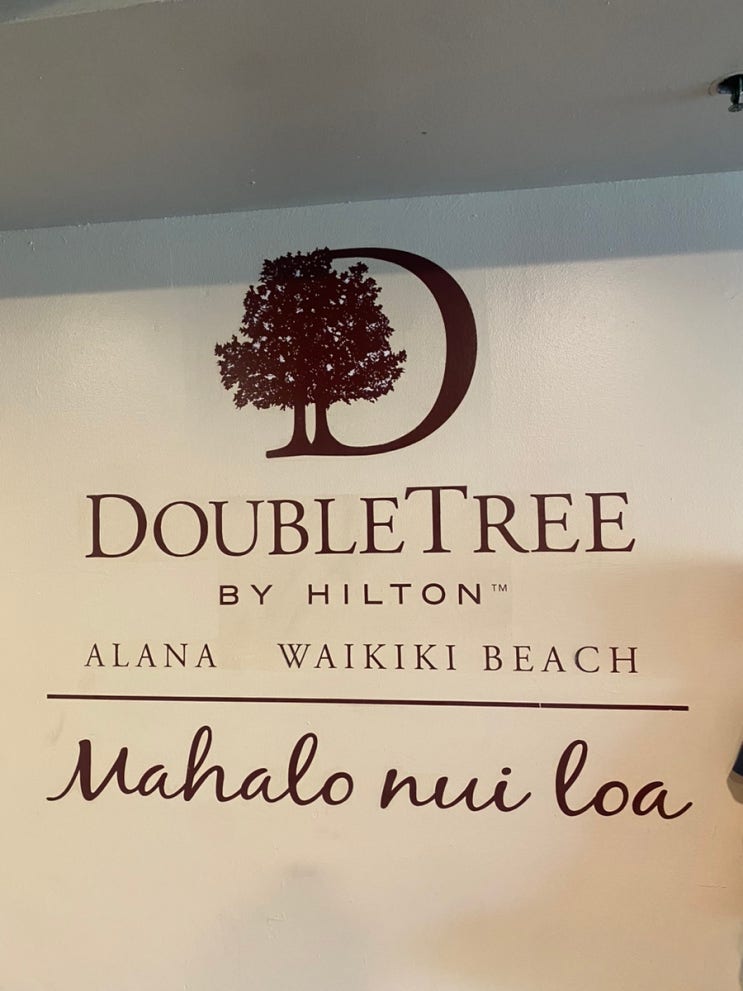 DOUBLETREE
BY HILTON™
ALANA WAIKIKI BEACH
Mahalo nui loa